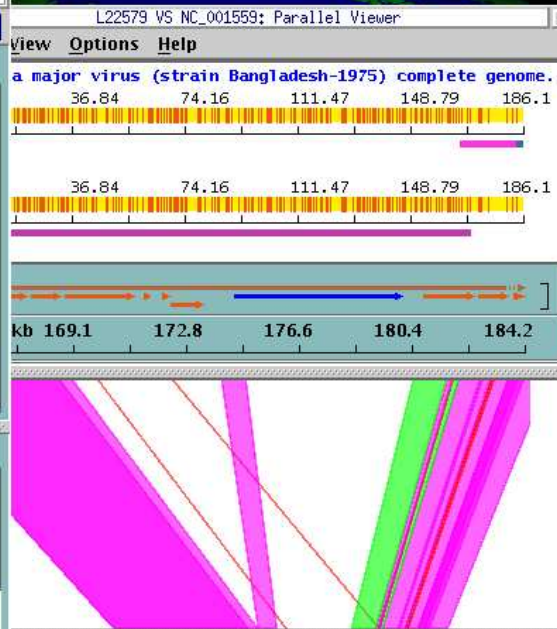 L22579 VS NC_001559: Parallel Viewer
View Options Help
a major virus (strain Bangladesh-1975) complete genome.
36.84 74.16 111.47 148.79 186.1
36.84 74.16 111.47 148.79 186.1
kb 169.1 172.8 176.6 180.4 184.2